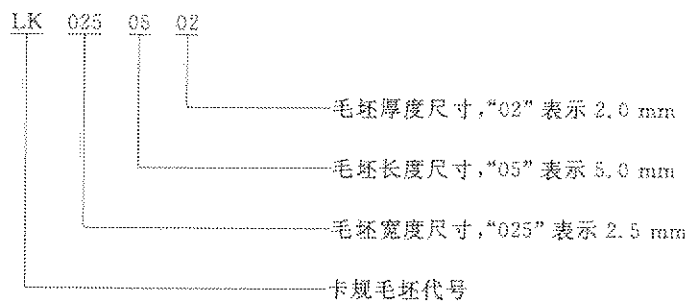 LK 025 05 02
毛坯厚度尺寸,“02”表示 2.0 mm
毛坯长度尺寸,“05”表示 5.0 mm
毛坯宽度尺寸,“025”表示 2.5 mm
卡规毛坯代号